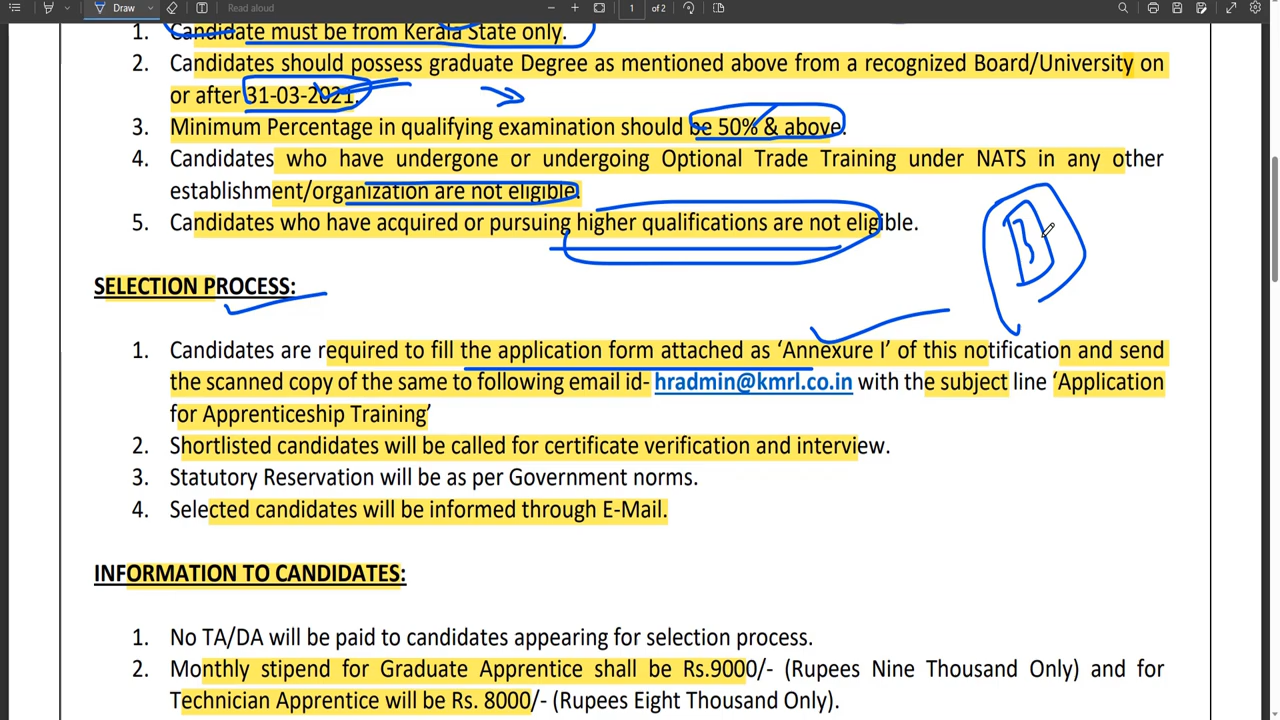 Draw
Read aloud
1
of 2
1. Candidate must be from Kerala State only.
2. Candidates should possess graduate Degree as mentioned above from a recognized Board/University on
or after 31-03-2021.
3. Minimum Percentage in qualifying examination should be 50% & above.
4. Candidates who have undergone or undergoing Optional Trade Training under NATS in any other
establishment/organization are not eligible.
5. Candidates who have acquired or pursuing higher qualifications are not eligible.
SELECTION PROCESS:
1. Candidates are required to fill the application form attached as ‘Annexure I’ of this notification and send
the scanned copy of the same to following email id- hradmin@kmrl.co.in with the subject line ‘Application
for Apprenticeship Training’
2. Shortlisted candidates will be called for certificate verification and interview.
3. Statutory Reservation will be as per Government norms.
4. Selected candidates will be informed through E-Mail.
INFORMATION TO CANDIDATES:
1. No TA/DA will be paid to candidates appearing for selection process.
2. Monthly stipend for Graduate Apprentice shall be Rs.9000/- (Rupees Nine Thousand Only) and for
Technician Apprentice will be Rs. 8000/- (Rupees Eight Thousand Only).